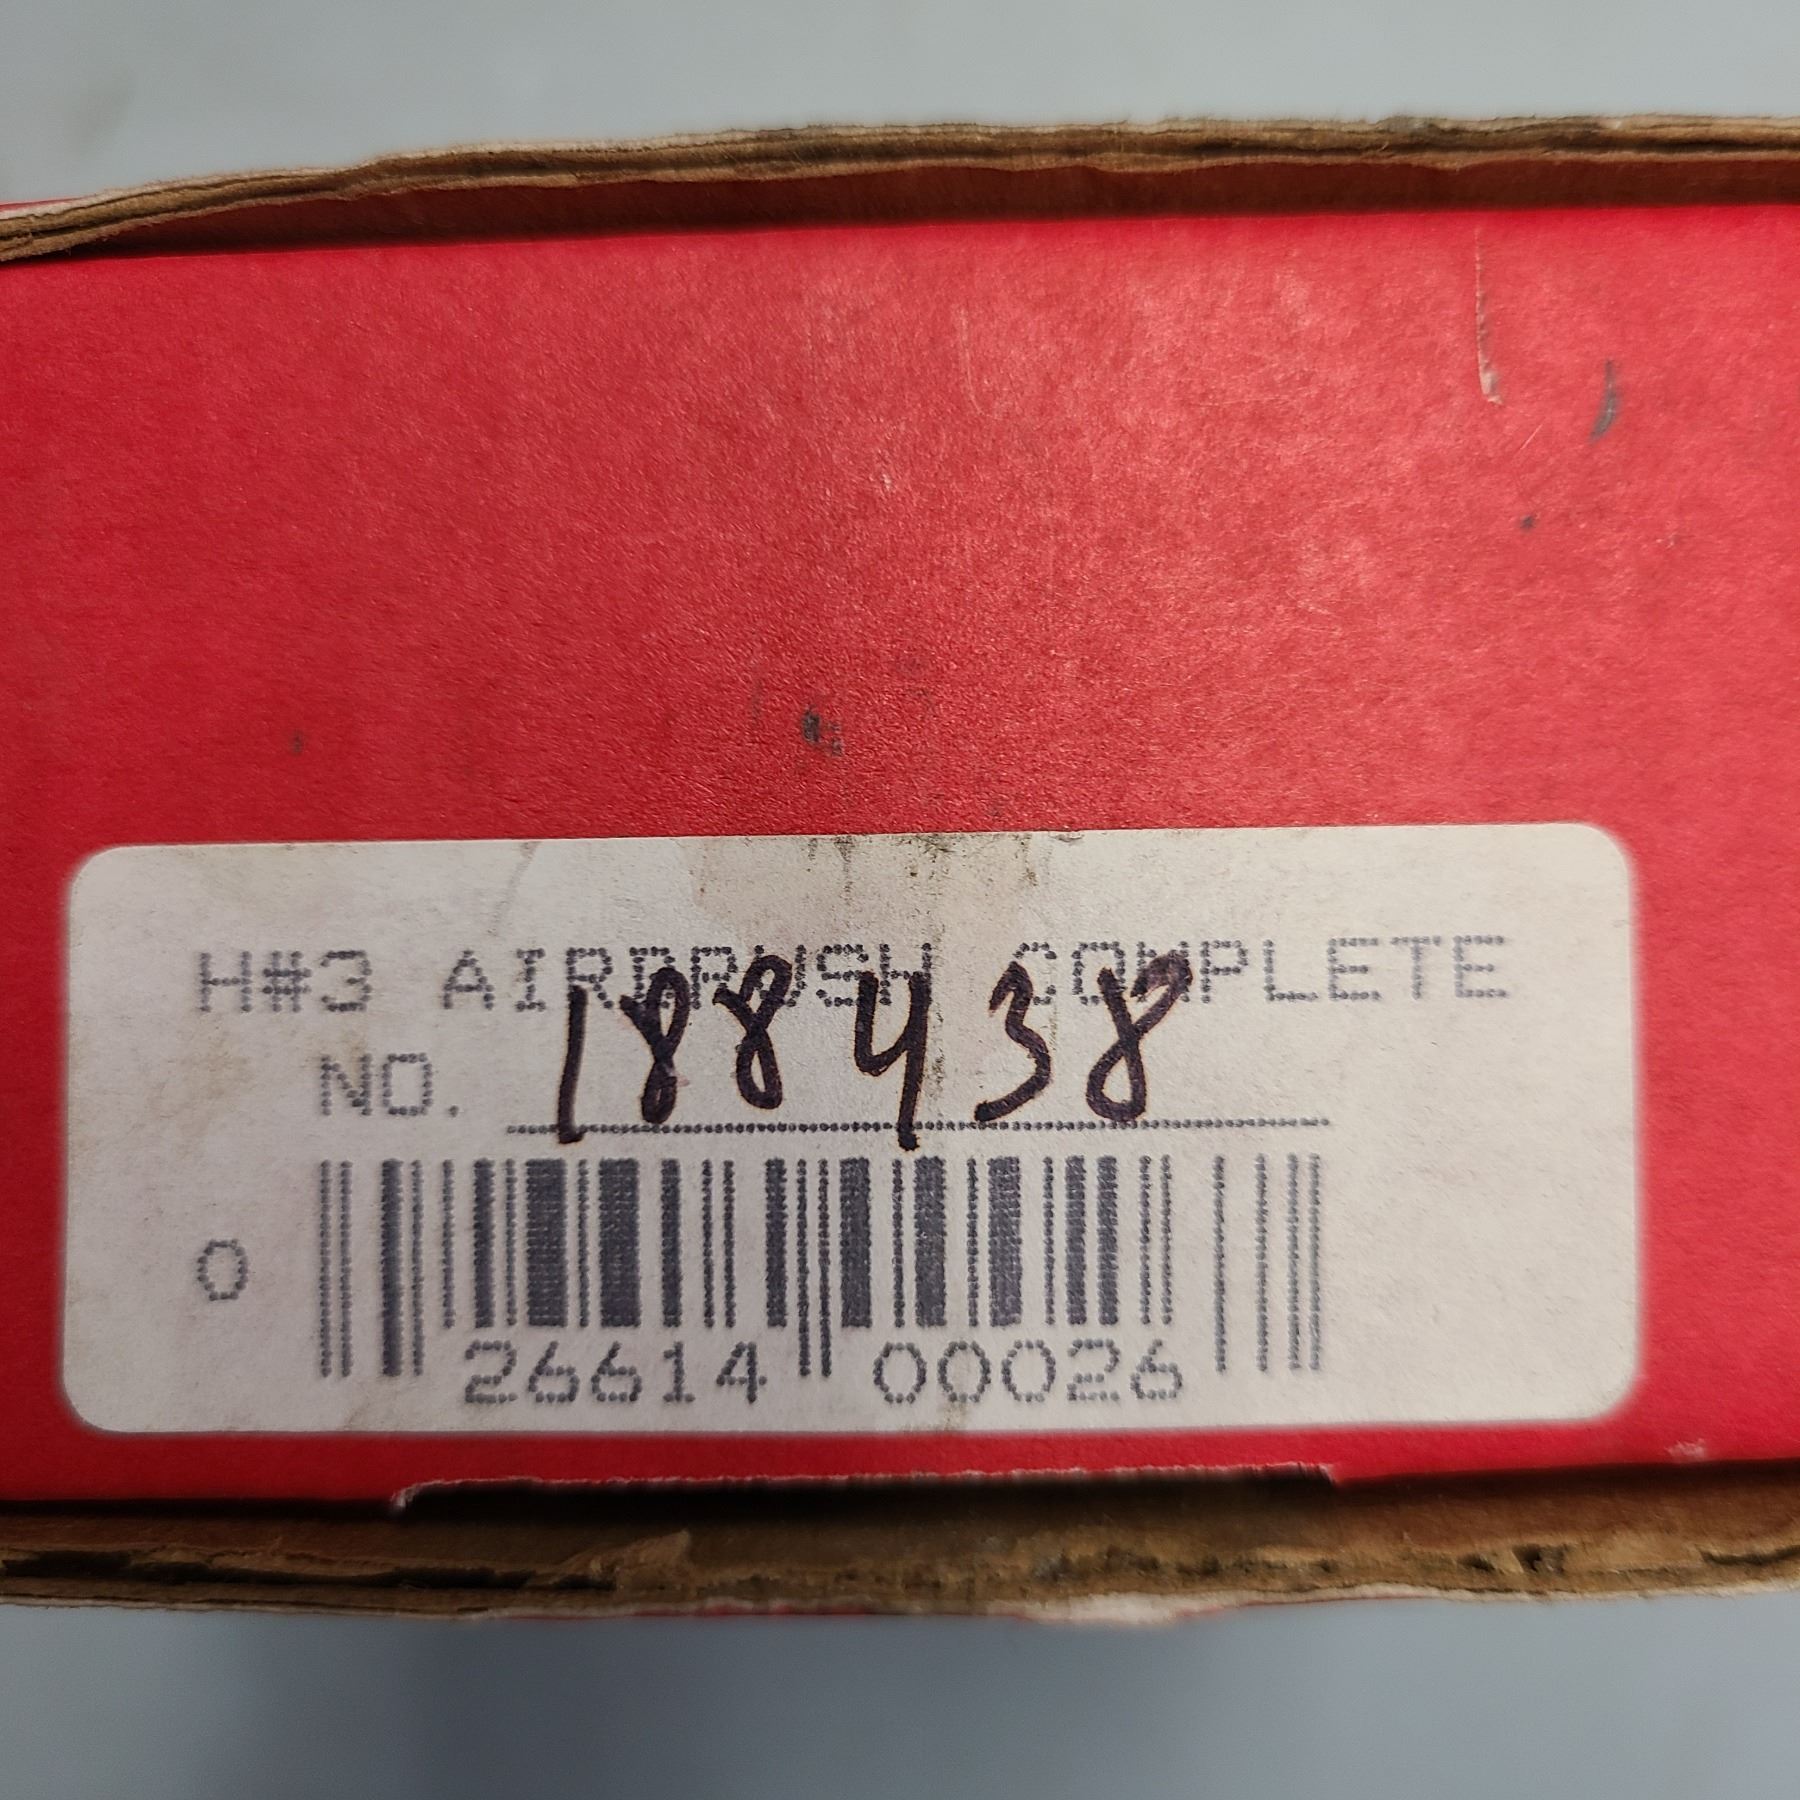 H#3 AIRBRUSH COMPLETE
NO. 188438
0 26614 00026